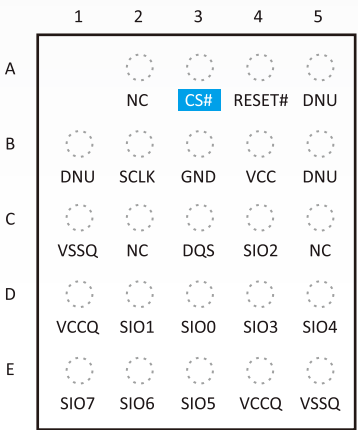 1 2 3 4 5
A
NC CS# RESET# DNU
B
DNU SCLK GND VCC DNU
C
VSSQ NC DQS SIO2 NC
D
VCCQ SIO1 SIO0 SIO3 SIO4
E
SIO7 SIO6 SIO5 VCCQ VSSQ